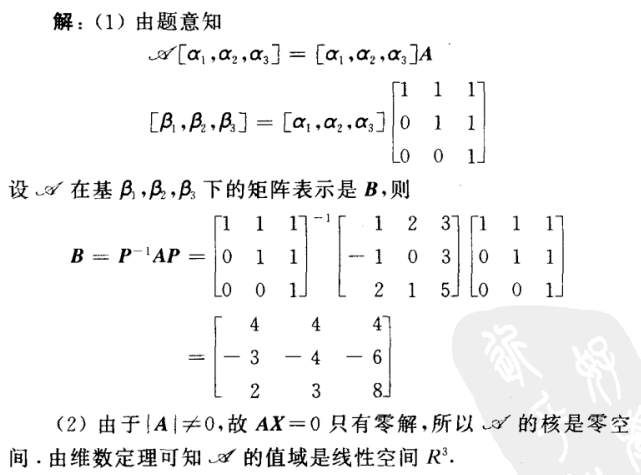 解:(1) 由题意知
𝒜[α₁,α₂,α₃] = [α₁,α₂,α₃]A
[β₁,β₂,β₃] = [α₁,α₂,α₃] [1 1 1; 0 1 1; 0 0 1]
设 𝒜 在基 β₁,β₂,β₃ 下的矩阵表示是 B,则
B = P⁻¹AP = [1 1 1; 0 1 1; 0 0 1]⁻¹ [1 2 3; -1 0 3; 2 1 5] [1 1 1; 0 1 1; 0 0 1]
= [4 4 4; -3 -4 -6; 2 3 8]
(2) 由于|A|≠0,故 AX=0 只有零解,所以 𝒜 的核是零空
间.由维数定理可知 𝒜 的值域是线性空间 R³.